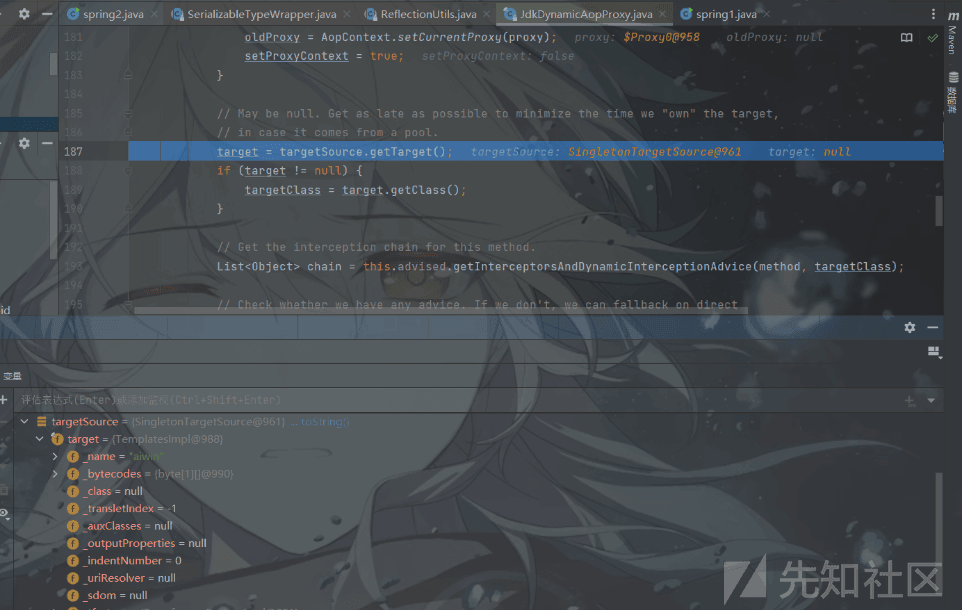 spring2.java SerializableTypeWrapper.java ReflectionUtils.java JdkDynamicAopProxy.java spring1.java
181 oldProxy = AopContext.setCurrentProxy(proxy); proxy: $Proxy0@958 oldProxy: null
182 setProxyContext = true; setProxyContext: false
183 }
184
185 // May be null. Get as late as possible to minimize the time we "own" the target,
186 // in case it comes from a pool.
187 target = targetSource.getTarget(); targetSource: SingletonTargetSource@961 target: null
188 if (target != null) {
189 targetClass = target.getClass();
190 }
191
192 // Get the interception chain for this method.
193 List<Object> chain = this.advised.getInterceptorsAndDynamicInterceptionAdvice(method, targetClass);
194
195 // Check whether we have any advice. If we don't, we can fallback on direct
m
Maven
数据库
id
变量
评估表达式(Enter)或添加监视(Ctrl+Shift+Enter)
targetSource = {SingletonTargetSource@961} ... toString()
target = {TemplatesImpl@988}
_name = "aiwin"
_bytecodes = {byte[1][]@990}
_class = null
_transletIndex = -1
_auxClasses = null
_outputProperties = null
_indentNumber = 0
_uriResolver = null
_sdom = null
先知社区